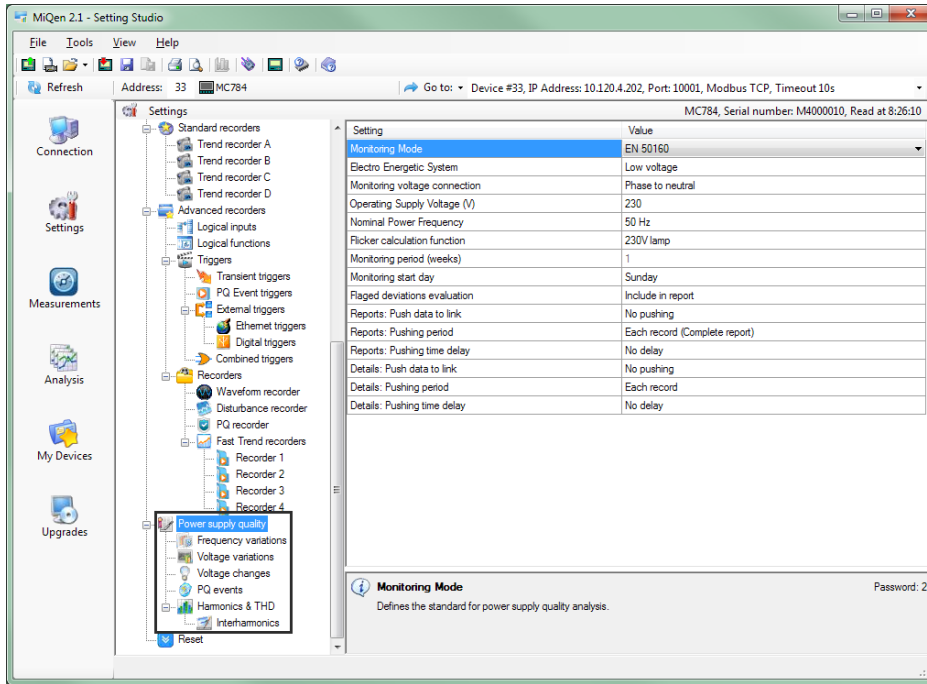 MiQen 2.1 - Setting Studio
File Tools View Help
Refresh Address: 33 MC784 Go to: Device #33, IP Address: 10.120.4.202, Port: 10001, Modbus TCP, Timeout 10s
Settings MC784, Serial number: M4000010, Read at 8:26:10
Connection
Settings
Measurements
Analysis
My Devices
Upgrades
Standard recorders
Trend recorder A
Trend recorder B
Trend recorder C
Trend recorder D
Advanced recorders
Logical inputs
Logical functions
Triggers
Transient triggers
PQ Event triggers
External triggers
Ethernet triggers
Digital triggers
Combined triggers
Recorders
Waveform recorder
Disturbance recorder
PQ recorder
Fast Trend recorders
Recorder 1
Recorder 2
Recorder 3
Recorder 4
Power supply quality
Frequency variations
Voltage variations
Voltage changes
PQ events
Harmonics & THD
Interharmonics
Reset
Setting Value
Monitoring Mode EN 50160
Electro Energetic System Low voltage
Monitoring voltage connection Phase to neutral
Operating Supply Voltage (V) 230
Nominal Power Frequency 50 Hz
Flicker calculation function 230V lamp
Monitoring period (weeks) 1
Monitoring start day Sunday
Flaged deviations evaluation Include in report
Reports: Push data to link No pushing
Reports: Pushing period Each record (Complete report)
Reports: Pushing time delay No delay
Details: Push data to link No pushing
Details: Pushing period Each record
Details: Pushing time delay No delay
Monitoring Mode Password: 2
Defines the standard for power supply quality analysis.